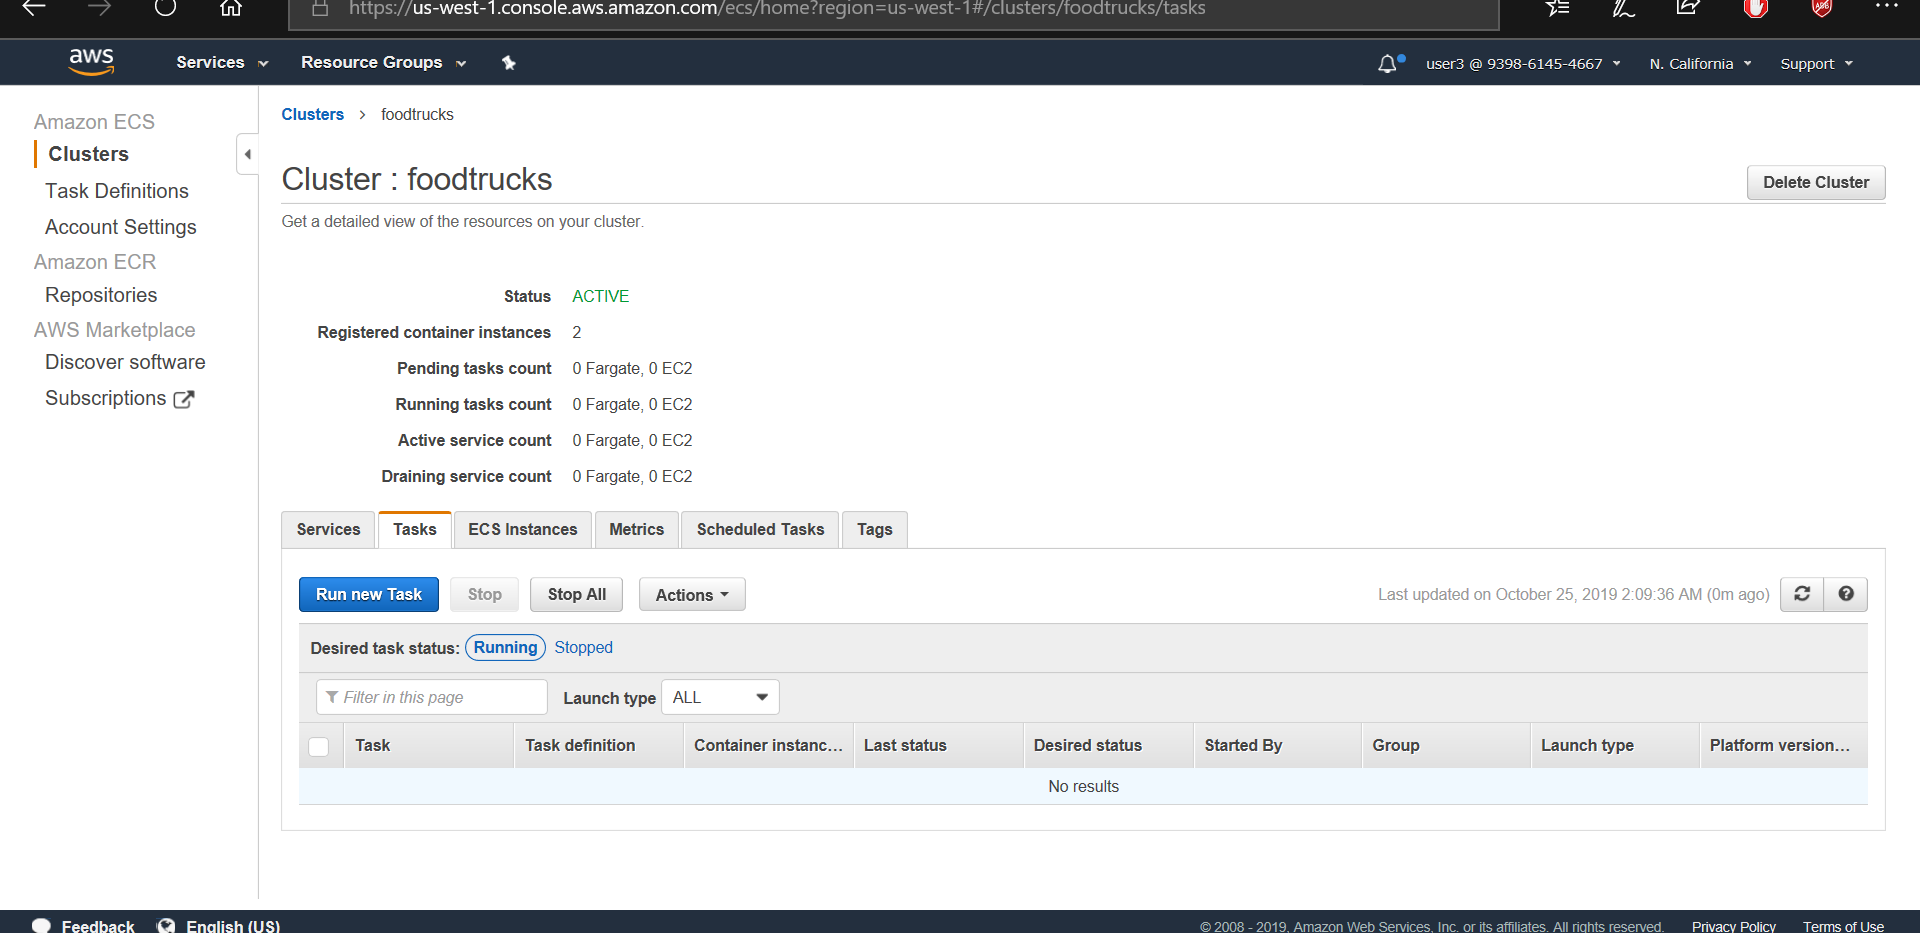 https://us-west-1.console.aws.amazon.com/ecs/home?region=us-west-1#/clusters/foodtrucks/tasks
aws Services Resource Groups user3 @ 9398-6145-4667 N. California Support
Amazon ECS
Clusters
Task Definitions
Account Settings
Amazon ECR
Repositories
AWS Marketplace
Discover software
Subscriptions
Clusters > foodtrucks
Cluster : foodtrucks
Delete Cluster
Get a detailed view of the resources on your cluster.
Status ACTIVE
Registered container instances 2
Pending tasks count 0 Fargate, 0 EC2
Running tasks count 0 Fargate, 0 EC2
Active service count 0 Fargate, 0 EC2
Draining service count 0 Fargate, 0 EC2
Services Tasks ECS Instances Metrics Scheduled Tasks Tags
Run new Task Stop Stop All Actions Last updated on October 25, 2019 2:09:36 AM (0m ago)
Desired task status: Running Stopped
Filter in this page Launch type ALL
Task Task definition Container instanc... Last status Desired status Started By Group Launch type Platform version...
No results
Feedback English (US) © 2008 - 2019, Amazon Web Services, Inc. or its affiliates. All rights reserved. Privacy Policy Terms of Use